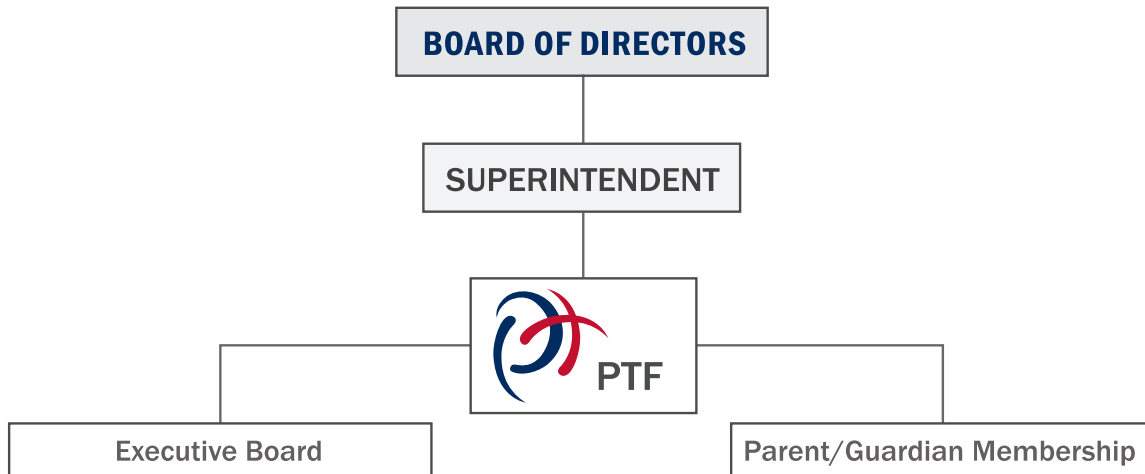 BOARD OF DIRECTORS
SUPERINTENDENT
PTF
Executive Board
Parent/Guardian Membership